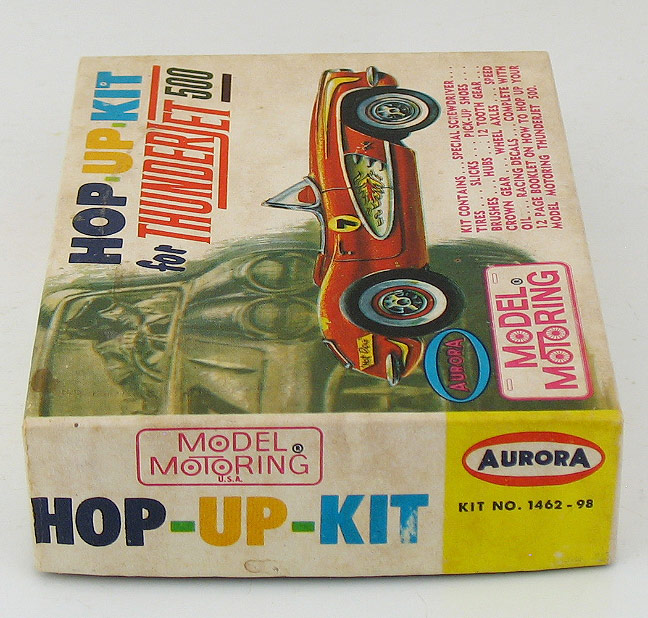 HOP-UP-KIT
for THUNDERJET 500
KIT CONTAINS... SPECIAL SCREWDRIVER...
TIRES... SLICKS... PICK-UP SHOES...
BRUSHES... HUBS... 12 TOOTH GEAR...
CROWN GEAR... WHEEL AXLES... SPEED
OIL... RACING DECALS... COMPLETE WITH
12 PAGE BOOKLET ON HOW TO HOP UP YOUR
MODEL MOTORING THUNDERJET 500.
7
AURORA
MODEL
MOTORING®
MODEL
MOTORING®
U.S.A.
HOP-UP-KIT
AURORA
KIT NO. 1462-98